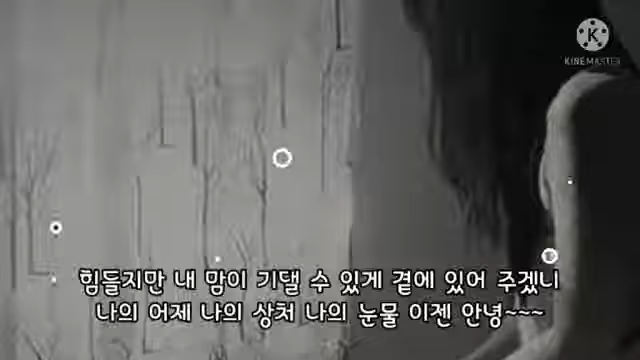 K
KINEMASTER
힘들지만 내 맘이 기댈 수 있게 곁에 있어 주겠니
나의 어제 나의 상처 나의 눈물 이젠 안녕~~~